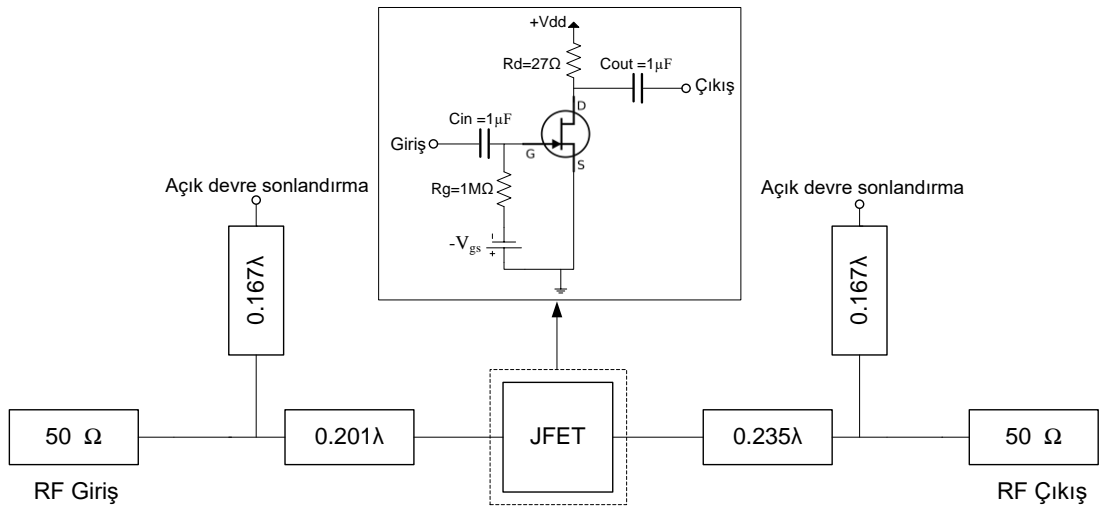 +Vdd
Rd=27Ω
Cout =1µF
Çıkış
D
Cin =1µF
Giriş
G
S
Rg=1MΩ
-Vgs
-
+
Açık devre sonlandırma
Açık devre sonlandırma
0.167λ
0.167λ
50 Ω
0.201λ
JFET
0.235λ
50 Ω
RF Giriş
RF Çıkış